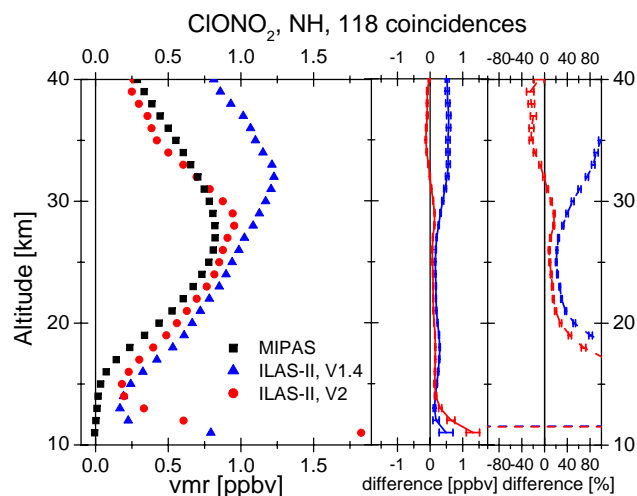 ClONO2, NH, 118 coincidences
0.0 0.5 1.0 1.5 -1 0 1 -80 -40 0 40 80
40
30
20
10
Altitude [km]
MIPAS
ILAS-II, V1.4
ILAS-II, V2
40
30
20
10
0.0 0.5 1.0 1.5 -1 0 1 -80 -40 0 40 80
vmr [ppbv] difference [ppbv] difference [%]